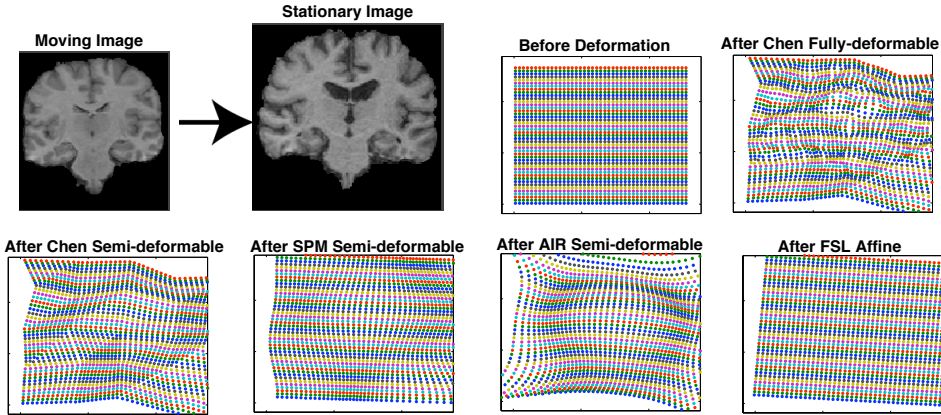 Moving Image
Stationary Image
Before Deformation
After Chen Fully-deformable
After Chen Semi-deformable
After SPM Semi-deformable
After AIR Semi-deformable
After FSL Affine